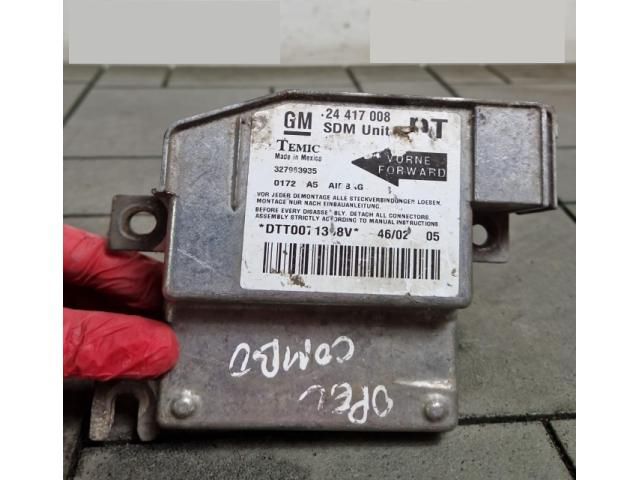 GM 24 417 008 DT
SDM Unit
TEMIC
Made in Mexico
VORNE
FORWARD
0172 A5 AIRBAG
VOR JEDER DEMONTAGE ALLE STECKVERBINDUNGEN LOESEN.
MONTAGE NUR NACH EINBAUANLEITUNG.
BEFORE EVERY DISASSEMBLY, DETACH ALL CONNECTORS.
ASSEMBLY STRICTLY ACCORDING TO MANUAL INSTRUCTIONS
46/02 05
OPEL
COMBO